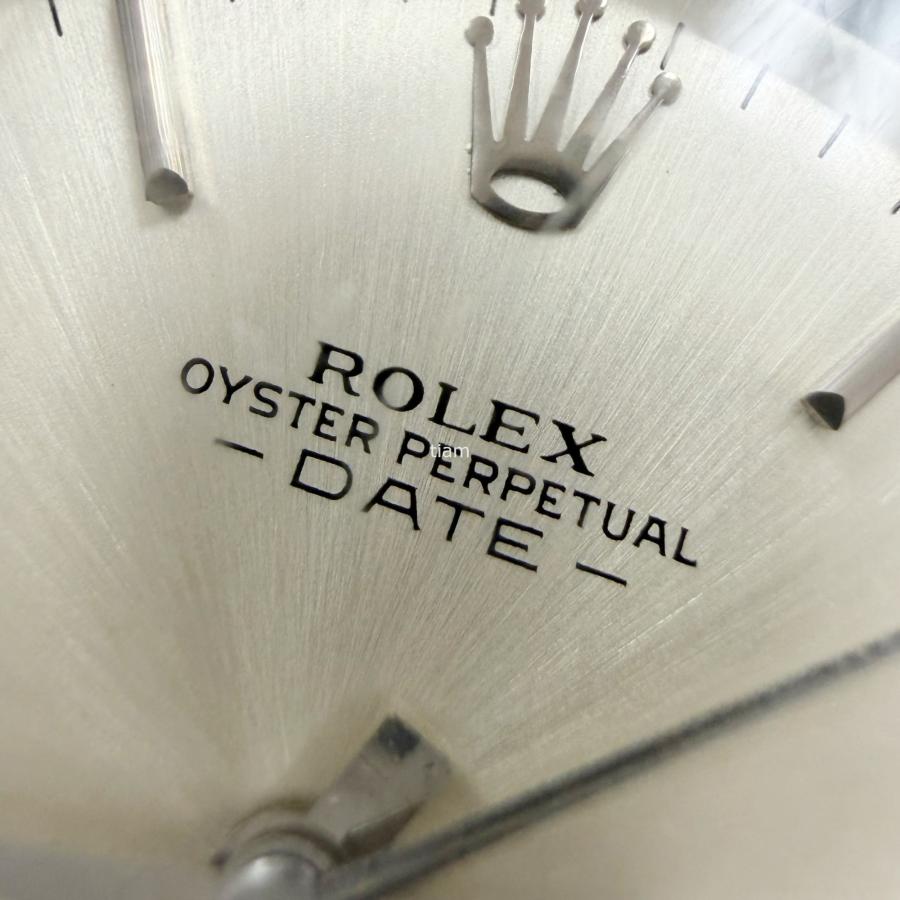 ROLEX
OYSTER PERPETUAL
tiam
— DATE —